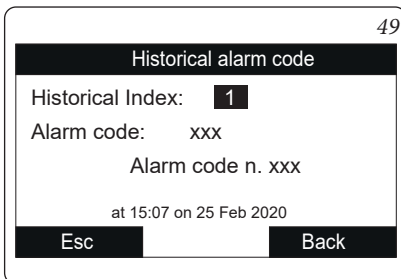 49
Historical alarm code
Historical Index: 1
Alarm code: xxx
Alarm code n. xxx
at 15:07 on 25 Feb 2020
Esc Back